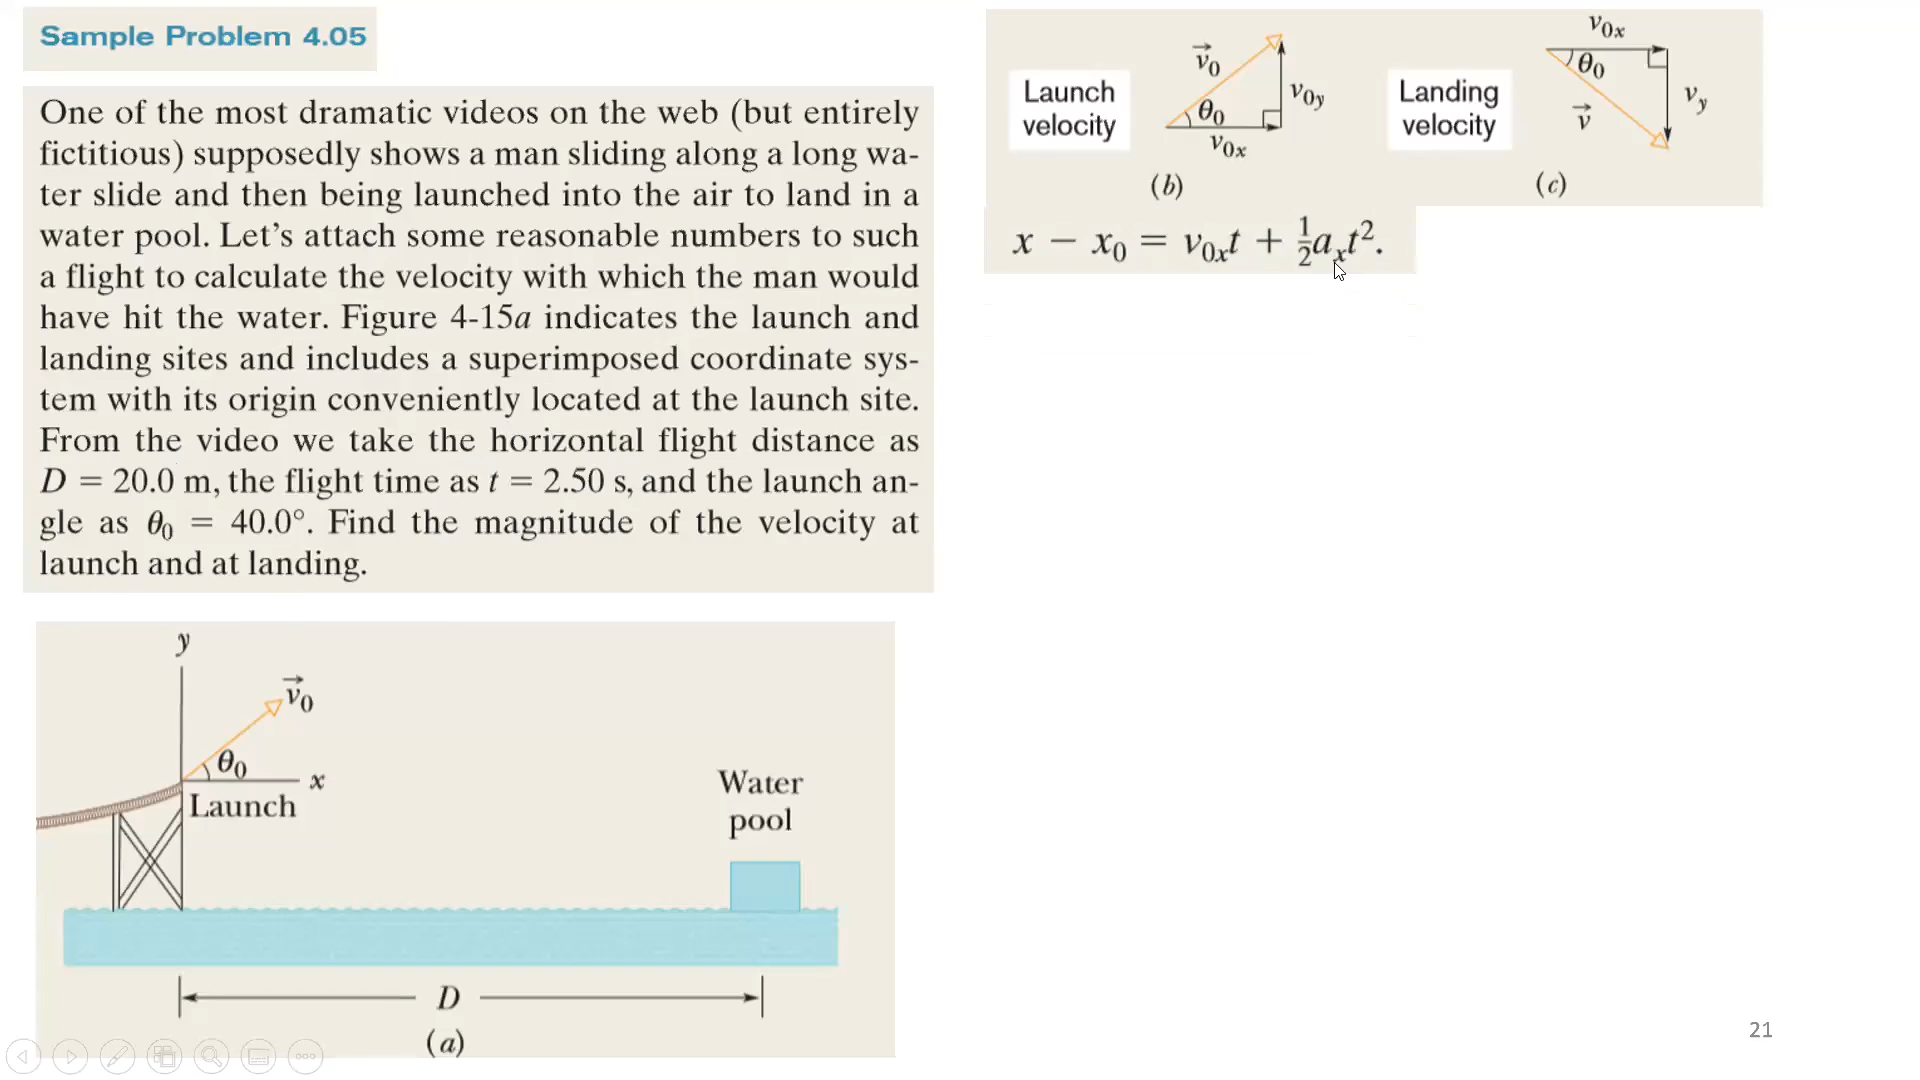 Sample Problem 4.05
One of the most dramatic videos on the web (but entirely
fictitious) supposedly shows a man sliding along a long wa-
ter slide and then being launched into the air to land in a
water pool. Let's attach some reasonable numbers to such
a flight to calculate the velocity with which the man would
have hit the water. Figure 4-15a indicates the launch and
landing sites and includes a superimposed coordinate sys-
tem with its origin conveniently located at the launch site.
From the video we take the horizontal flight distance as
D = 20.0 m, the flight time as t = 2.50 s, and the launch an-
gle as θ₀ = 40.0°. Find the magnitude of the velocity at
launch and at landing.
y
v⃗₀
θ₀
x
Launch
Water
pool
D
(a)
Launch
velocity
v⃗₀
θ₀
v₀y
v₀x
(b)
Landing
velocity
v₀x
θ₀
v⃗
vy
(c)
x − x₀ = v₀xt + ½axt².
21